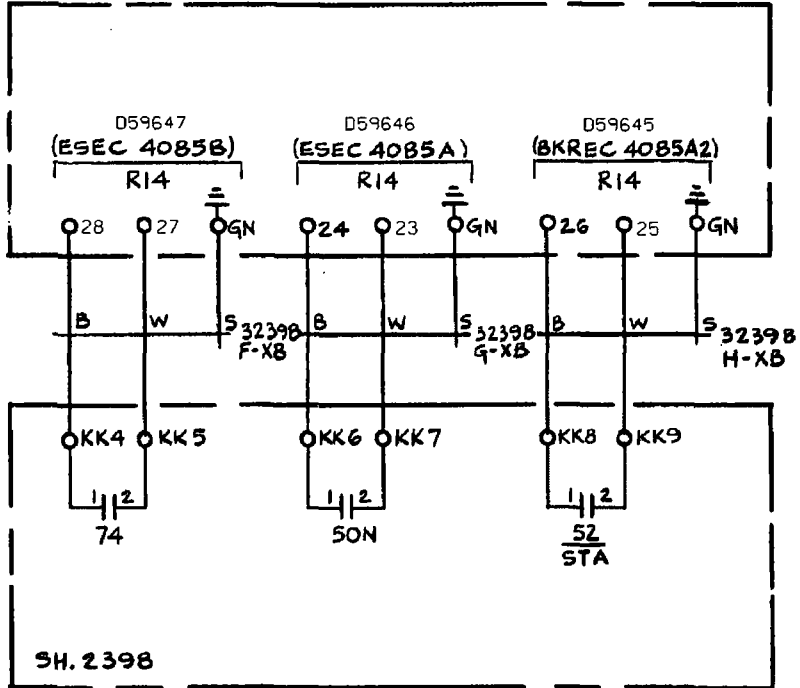 D59647 D59646 D59645
(ESEC 4085B) (ESEC 4085A) (BKREC 4085A2)
R14 R14 R14
28 27 GN 24 23 GN 26 25 GN
B W S 32398 B W S 32398 B W S 32398
F-XB G-XB H-XB
KK4 KK5 KK6 KK7 KK8 KK9
1 2 1 2 1 2
74 50N 52
STA
SH. 2398